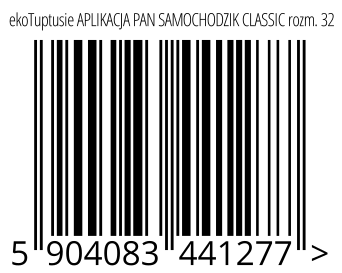 ekoTuptusie APLIKACJA PAN SAMOCHODZIK CLASSIC rozm. 32
5 904083 441277 >